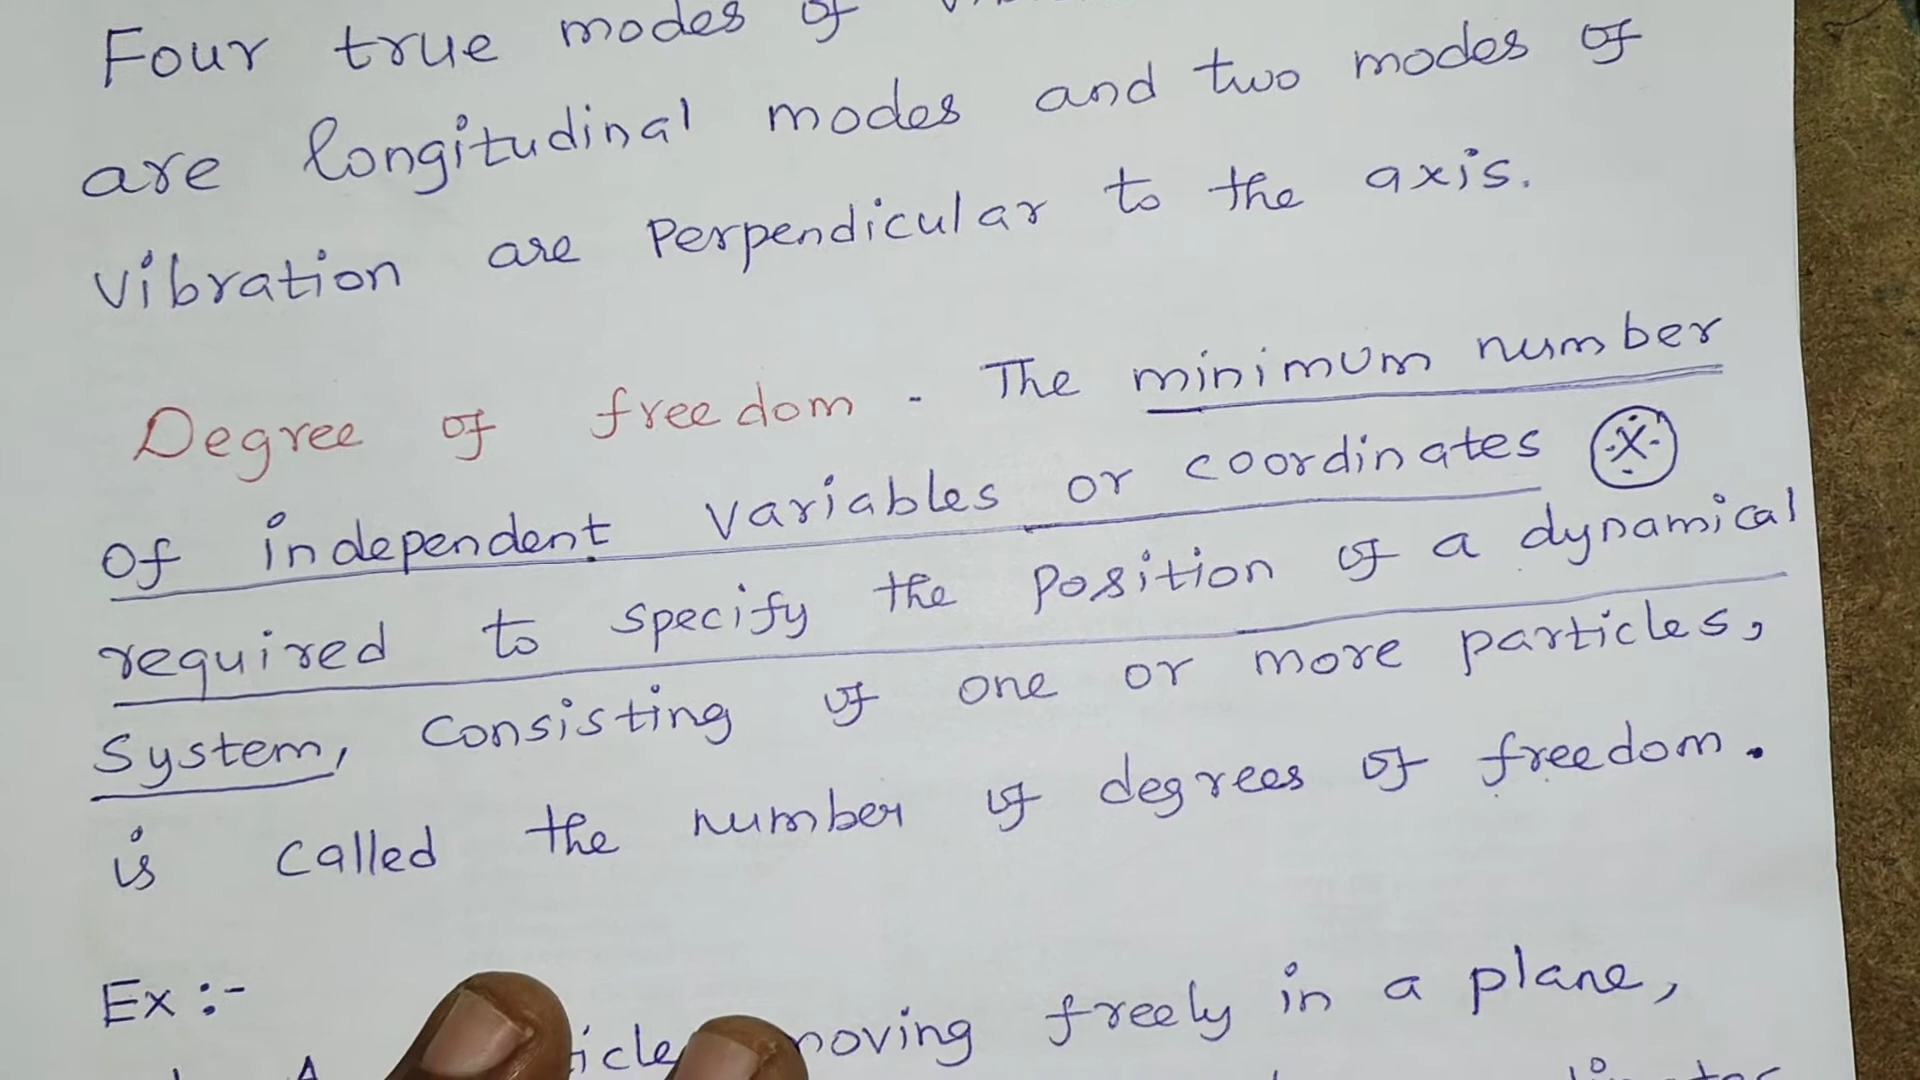 Four true modes of
are longitudinal modes and two modes of
vibration are Perpendicular to the axis.
Degree of freedom - The minimum number
of independent variables or coordinates
required to specify the position of a dynamical
System, consisting of one or more particles,
is called the number of degrees of freedom.
Ex :-
moving freely in a plane,